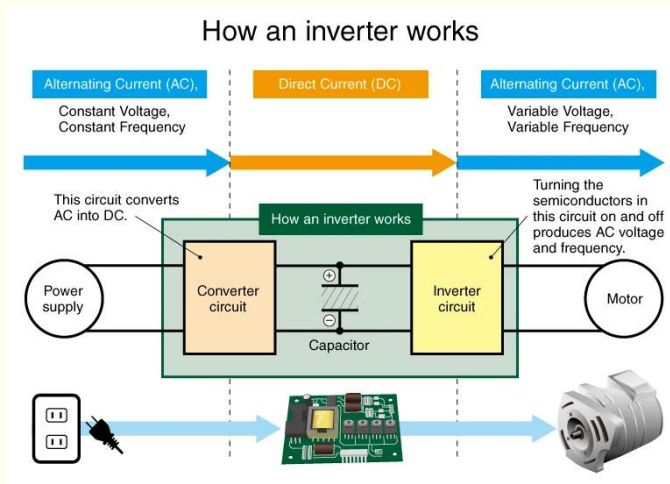 How an inverter works
Alternating Current (AC),
Direct Current (DC)
Alternating Current (AC),
Constant Voltage,
Constant Frequency
Variable Voltage,
Variable Frequency
This circuit converts
AC into DC.
Turning the
semiconductors in
this circuit on and off
produces AC voltage
and frequency.
How an inverter works
Power
supply
Converter
circuit
+
−
Capacitor
Inverter
circuit
Motor